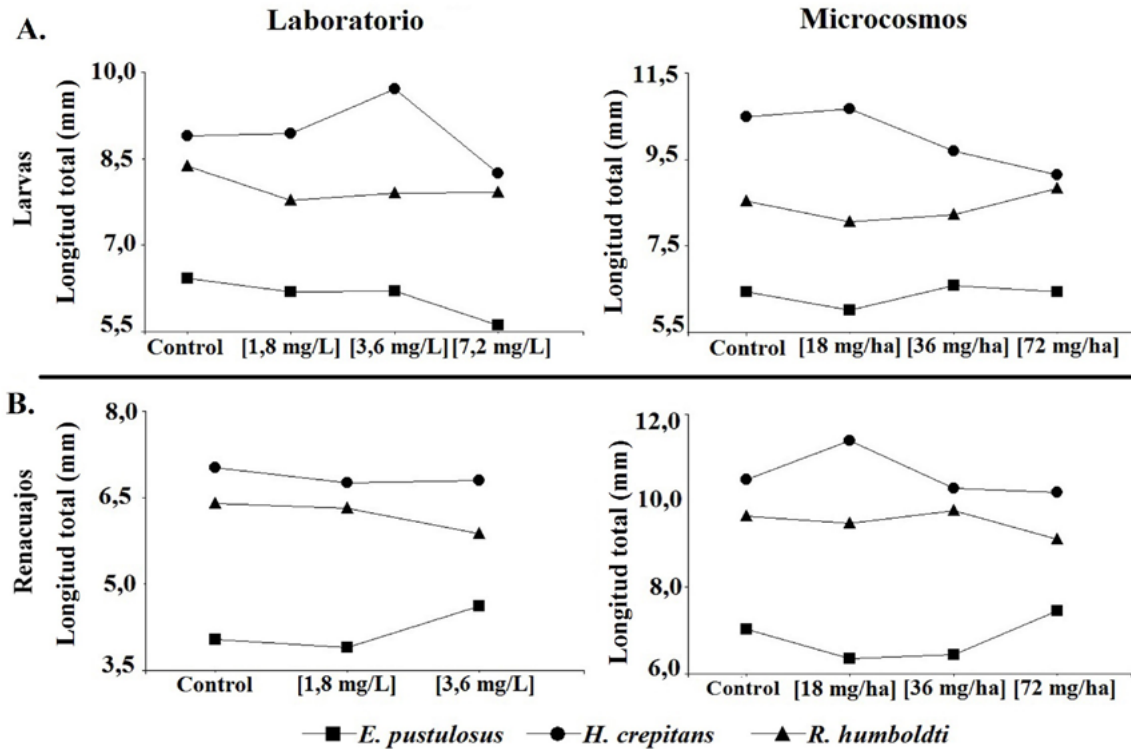 Laboratorio
Microcosmos
A.
Larvas
Longitud total (mm)
10,0
8,5
7,0
5,5
Control [1,8 mg/L] [3,6 mg/L] [7,2 mg/L]
Longitud total (mm)
11,5
9,5
7,5
5,5
Control [18 mg/ha] [36 mg/ha] [72 mg/ha]
B.
Renacuajos
Longitud total (mm)
8,0
6,5
5,0
3,5
Control [1,8 mg/L] [3,6 mg/L]
Longitud total (mm)
12,0
10,0
8,0
6,0
Control [18 mg/ha] [36 mg/ha] [72 mg/ha]
E. pustulosus H. crepitans R. humboldti